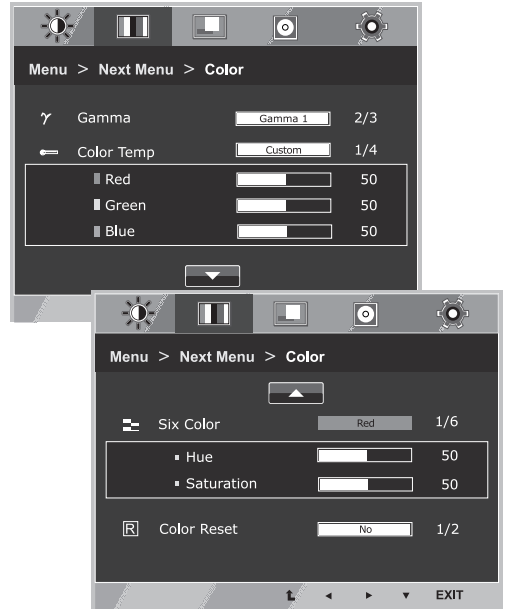 Menu > Next Menu > Color
γ Gamma Gamma 1 2/3
Color Temp Custom 1/4
Red 50
Green 50
Blue 50
Menu > Next Menu > Color
Six Color Red 1/6
Hue 50
Saturation 50
R Color Reset No 1/2
EXIT